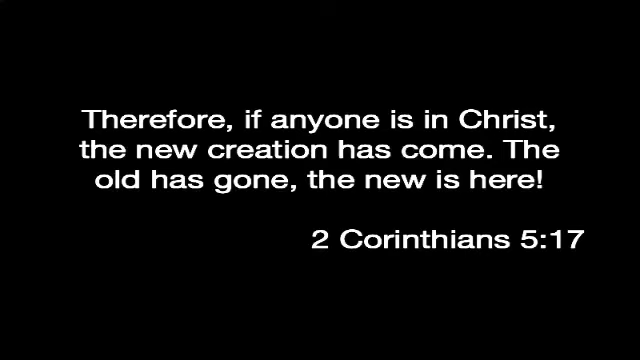 Therefore, if anyone is in Christ,
the new creation has come. The
old has gone, the new is here!
2 Corinthians 5:17